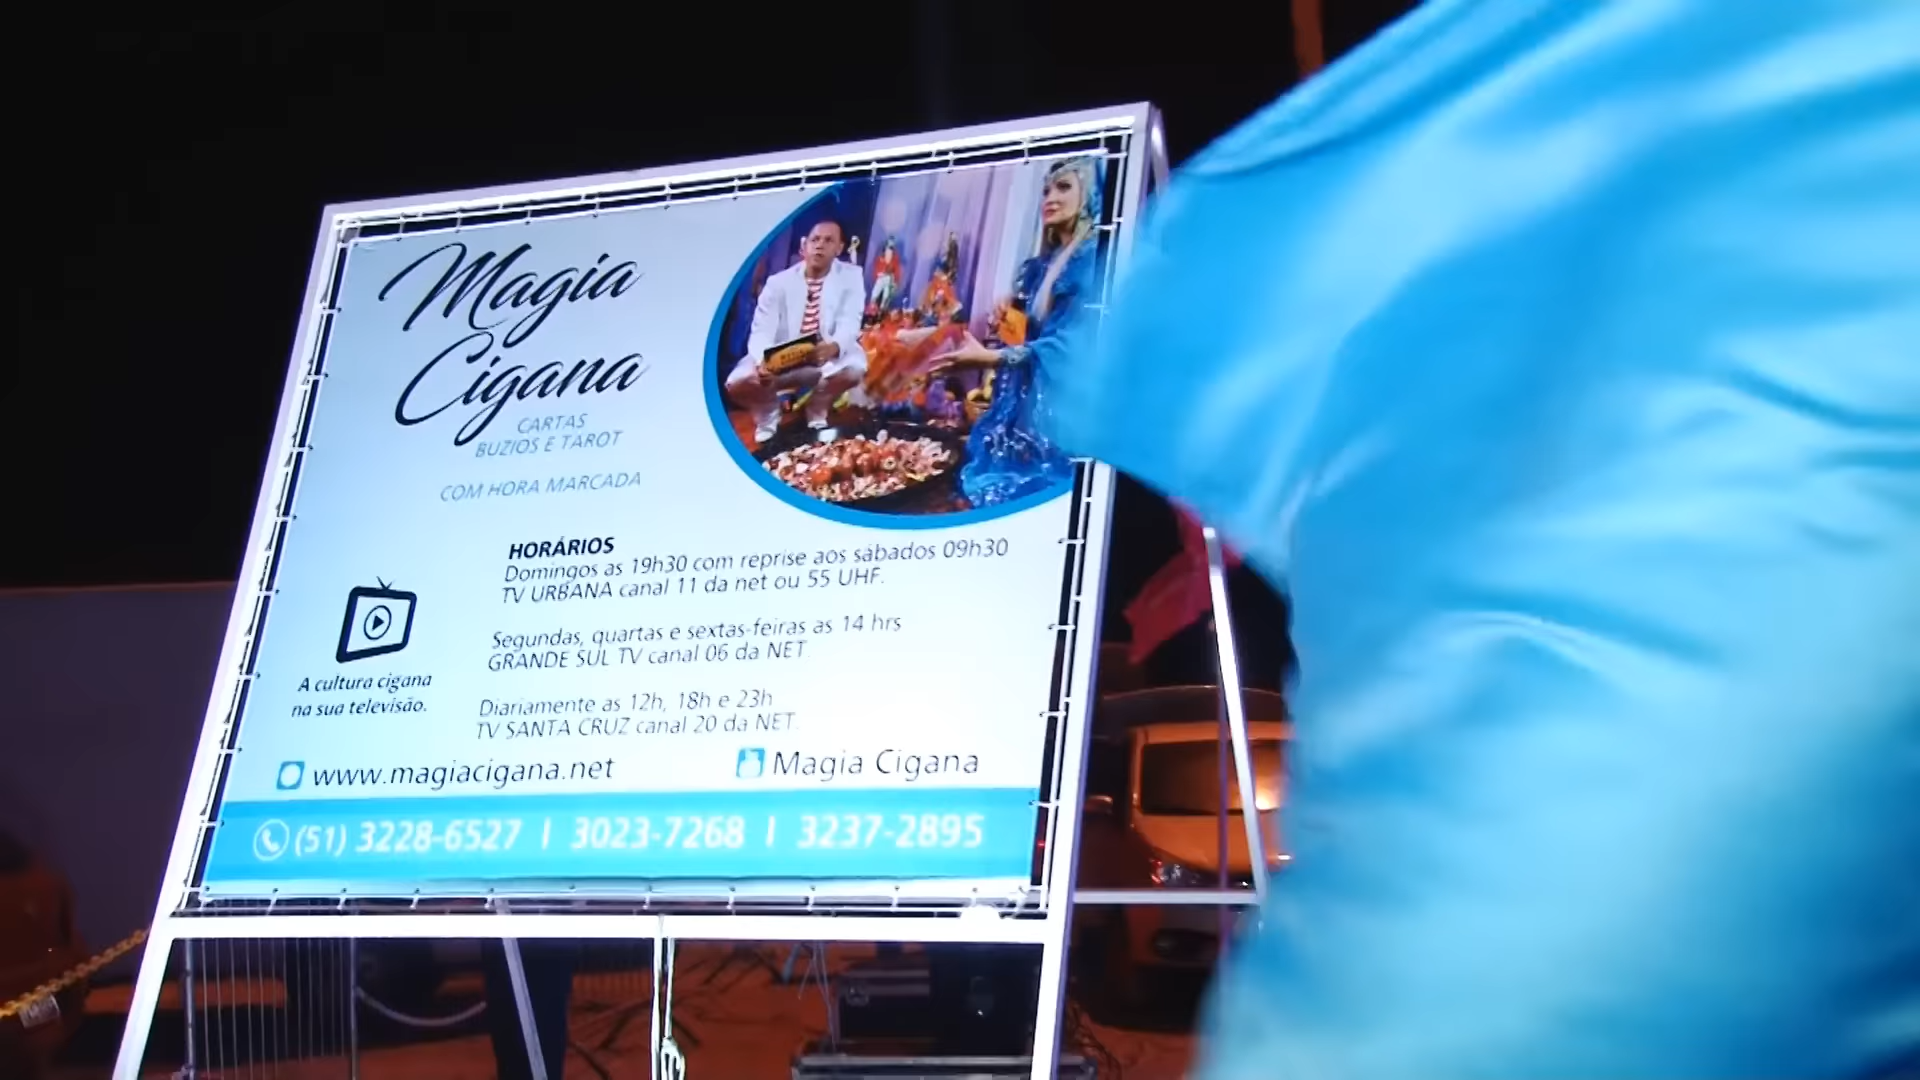 Magia
Cigana
CARTAS
BUZIOS E TAROT
COM HORA MARCADA
HORÁRIOS
Domingos as 19h30 com reprise aos sábados 09h30
TV URBANA canal 11 da net ou 55 UHF.
Segundas, quartas e sextas-feiras as 14 hrs
GRANDE SUL TV canal 06 da NET.
Diariamente as 12h, 18h e 23h
TV SANTA CRUZ canal 20 da NET.
A cultura cigana
na sua televisão.
www.magiacigana.net
Magia Cigana
(51) 3228-6527 | 3023-7268 | 3237-2895